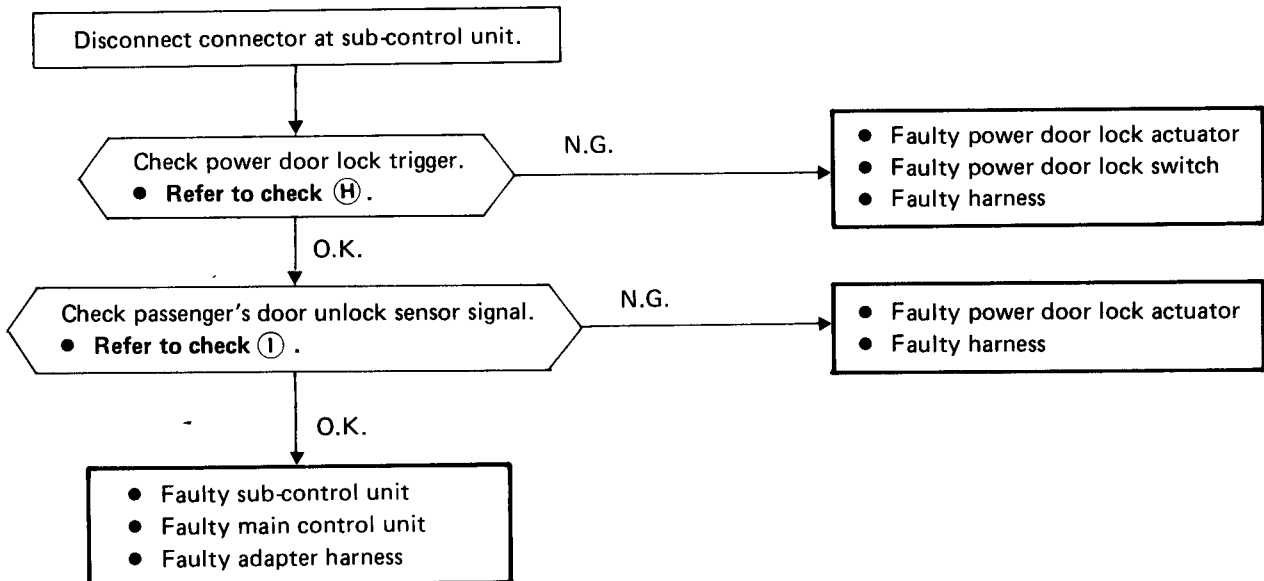 Disconnect connector at sub-control unit.
Check power door lock trigger.
● Refer to check Ⓗ.
N.G.
● Faulty power door lock actuator
● Faulty power door lock switch
● Faulty harness
O.K.
Check passenger's door unlock sensor signal.
● Refer to check Ⓘ .
N.G.
● Faulty power door lock actuator
● Faulty harness
O.K.
● Faulty sub-control unit
● Faulty main control unit
● Faulty adapter harness